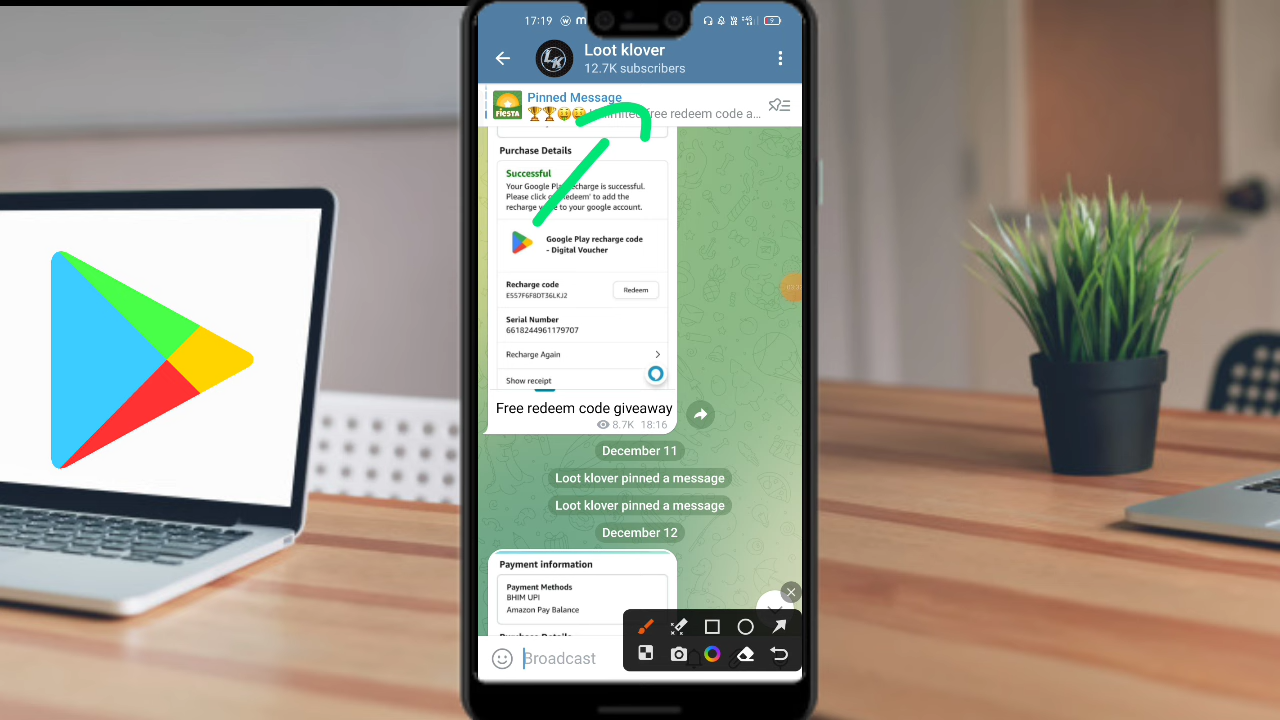 17:19
Loot klover
12.7K subscribers
FIESTA
Pinned Message
free redeem code a...
Purchase Details
Successful
Your Google Play recharge is successful.
Please click on 'Redeem' to add the
recharge value to your google account.
Google Play recharge code
- Digital Voucher
Recharge code
Redeem
Serial Number
6618244961179707
Recharge Again
Show receipt
Free redeem code giveaway
8.7K 18:16
December 11
Loot klover pinned a message
Loot klover pinned a message
December 12
Payment information
Payment Methods
BHIM UPI
Amazon Pay Balance
Broadcast